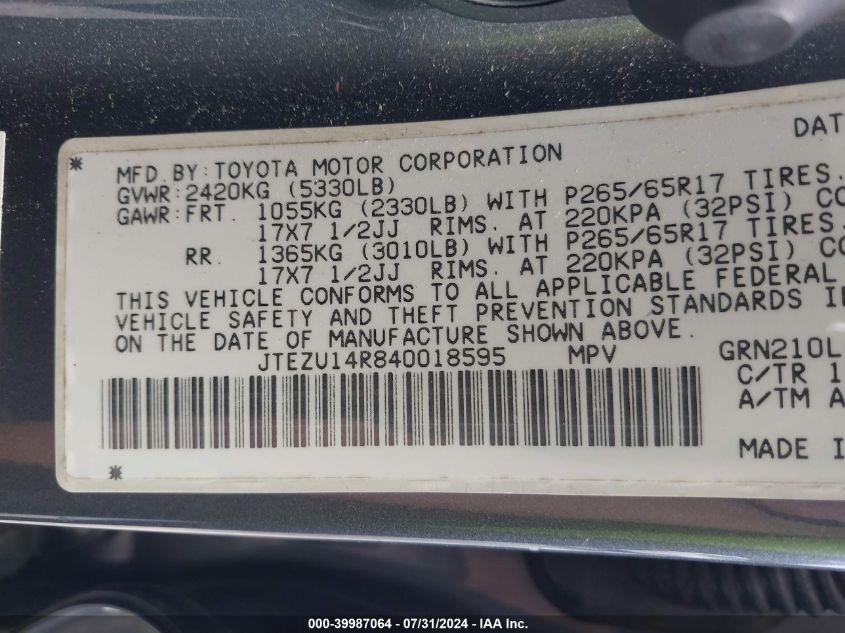 DAT
* MFD.BY:TOYOTA MOTOR CORPORATION
GVWR:2420KG (5330LB)
GAWR:FRT. 1055KG (2330LB) WITH P265/65R17 TIRES.
17X7 1/2JJ RIMS. AT 220KPA (32PSI) CO
RR. 1365KG (3010LB) WITH P265/65R17 TIRES.
17X7 1/2JJ RIMS. AT 220KPA (32PSI) CO
THIS VEHICLE CONFORMS TO ALL APPLICABLE FEDERAL
VEHICLE SAFETY AND THEFT PREVENTION STANDARDS I
ON THE DATE OF MANUFACTURE SHOWN ABOVE.
JTEZU14R840018595 MPV GRN210L
C/TR 1
A/TM A
MADE I
*
000-39987064 / 07/31/2024 - IAA Inc.